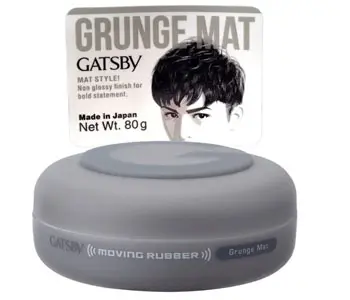 GRUNGE MAT
GATSBY
MAT STYLE!
Non glossy finish for
bold statement.
Made in Japan
Net Wt. 80g
GATSBY MOVING RUBBER Grunge Mat